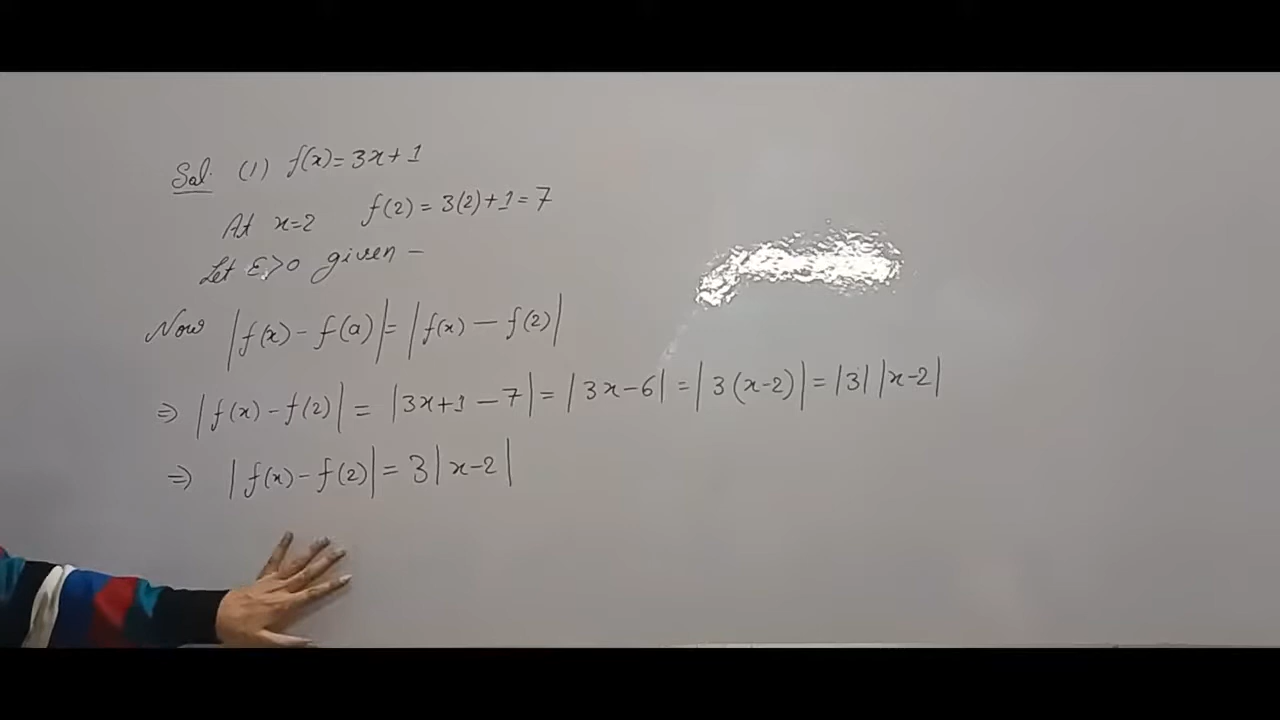 Sol. (1) f(x)=3x+1
At x=2 f(2) = 3(2)+1=7
Let ε>0 given –
Now |f(x) - f(a)| = |f(x) - f(2)|
⇒ |f(x) - f(2)| = |3x+1 - 7| = |3x-6| = |3(x-2)| = |3| |x-2|
⇒ |f(x) - f(2)| = 3|x-2|